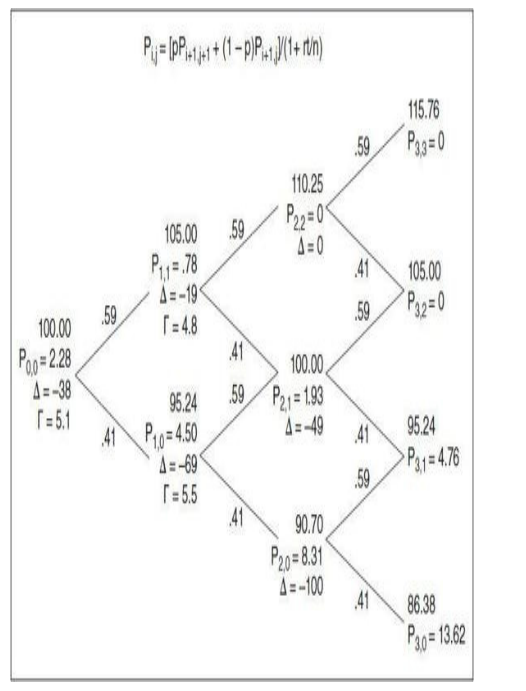 P_{i,j} = [pP_{i+1,j+1} + (1 – p)P_{i+1,j}]/(1+ rt/n)
100.00
P_{0,0} = 2.28
Δ = –38
Γ = 5.1
.59
.41
105.00
P_{1,1} = .78
Δ = –19
Γ = 4.8
95.24
P_{1,0} = 4.50
Δ = –69
Γ = 5.5
.59
.41
.59
.41
110.25
P_{2,2} = 0
Δ = 0
100.00
P_{2,1} = 1.93
Δ = –49
90.70
P_{2,0} = 8.31
Δ = –100
.59
.41
.59
.41
.59
.41
115.76
P_{3,3} = 0
105.00
P_{3,2} = 0
95.24
P_{3,1} = 4.76
86.38
P_{3,0} = 13.62